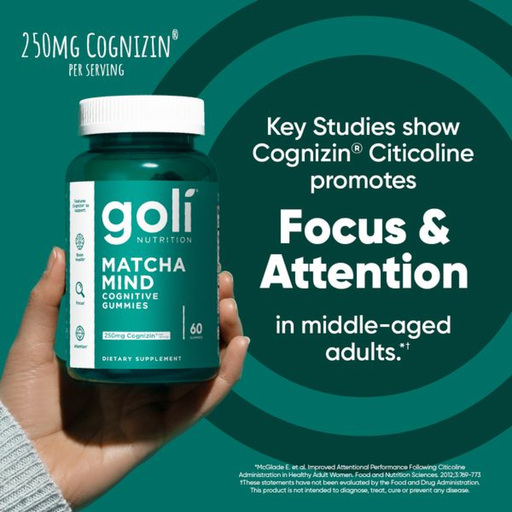 250MG COGNIZIN®
PER SERVING
Key Studies show
Cognizin® Citicoline
promotes
Focus &
Attention
in middle-aged
adults.*†
goli
NUTRITION
MATCHA
MIND
COGNITIVE
GUMMIES
250mg Cognizin®
60
DIETARY SUPPLEMENT
*McGlade E. et al. Improved Attentional Performance Following Citicoline
Administration in Healthy Adult Women. Food and Nutrition Sciences. 2012;3:769-773
†These statements have not been evaluated by the Food and Drug Administration.
This product is not intended to diagnose, treat, cure or prevent any disease.